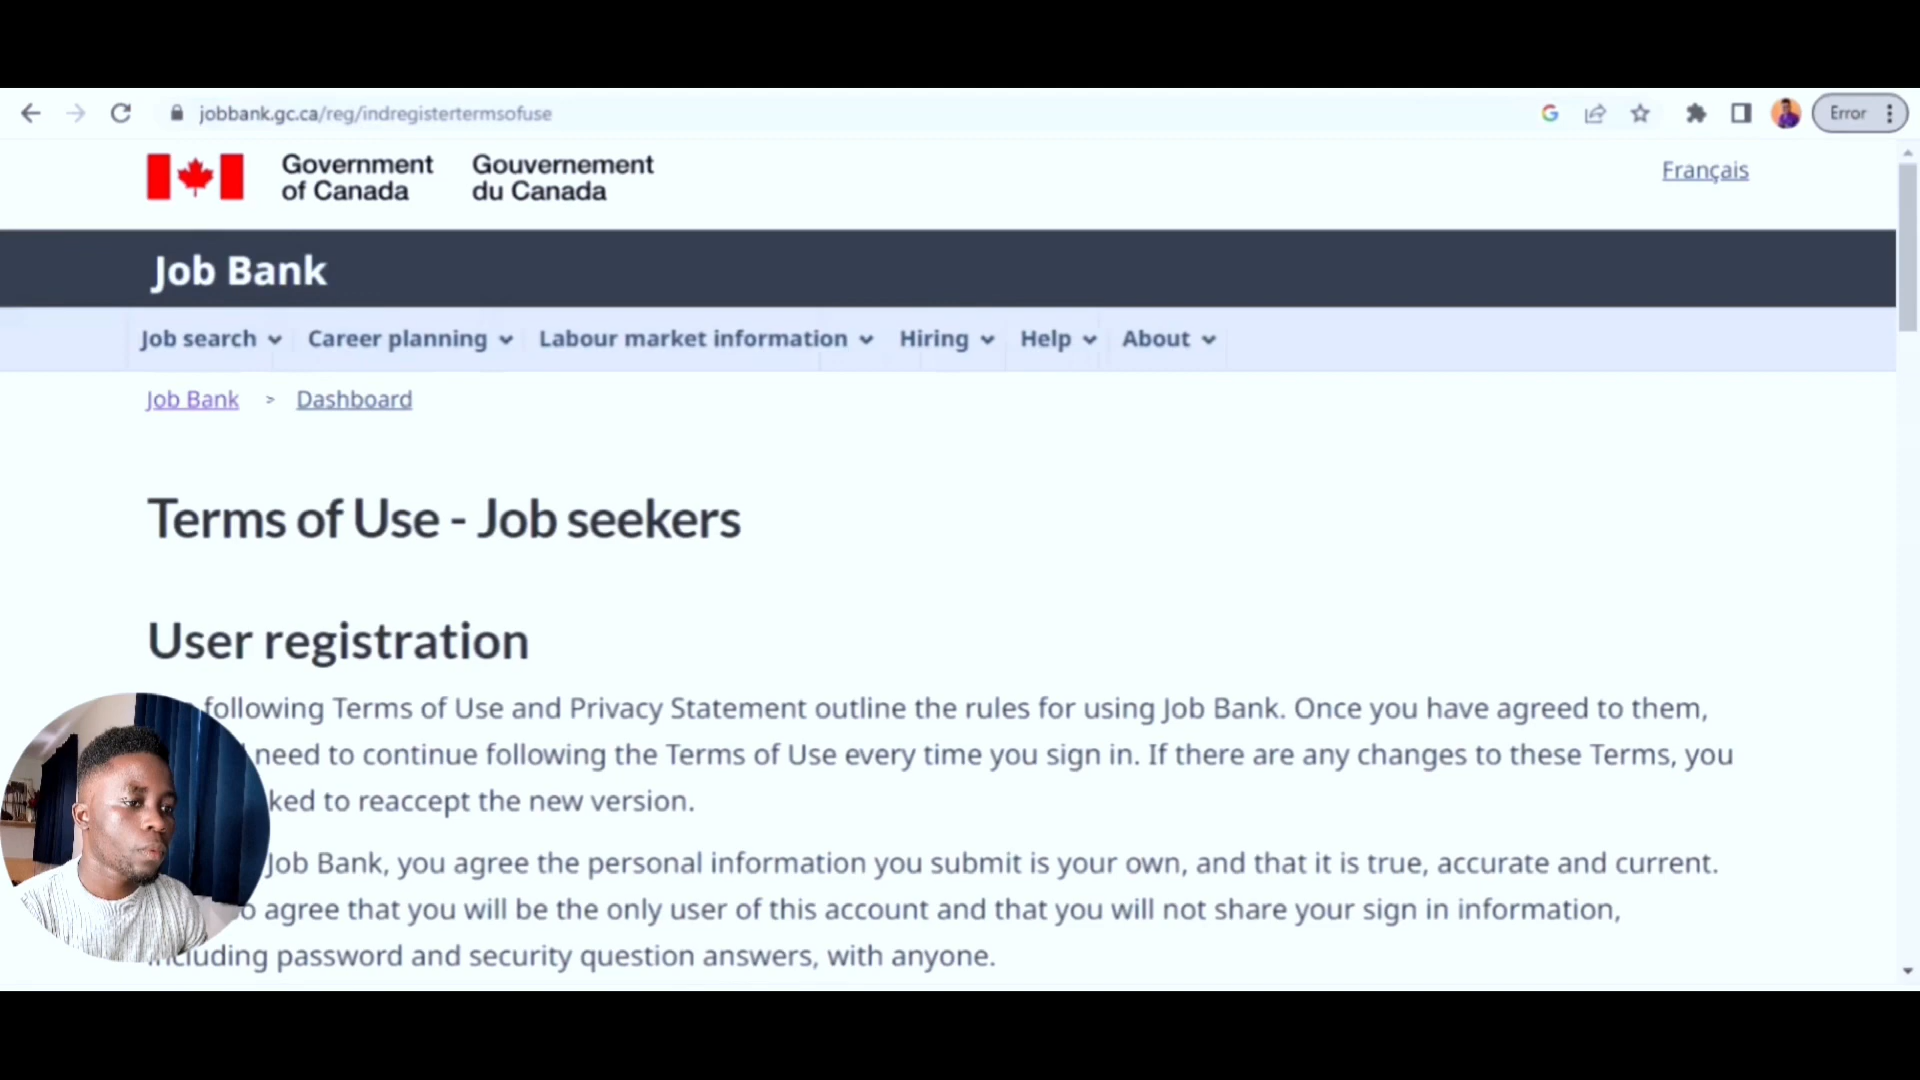 jobbank.gc.ca/reg/indregistertermsofuse
Error
Government of Canada
Gouvernement du Canada
Français
Job Bank
Job search Career planning Labour market information Hiring Help About
Job Bank > Dashboard
Terms of Use - Job seekers
User registration
following Terms of Use and Privacy Statement outline the rules for using Job Bank. Once you have agreed to them,
need to continue following the Terms of Use every time you sign in. If there are any changes to these Terms, you
ked to reaccept the new version.
Job Bank, you agree the personal information you submit is your own, and that it is true, accurate and current.
o agree that you will be the only user of this account and that you will not share your sign in information,
including password and security question answers, with anyone.